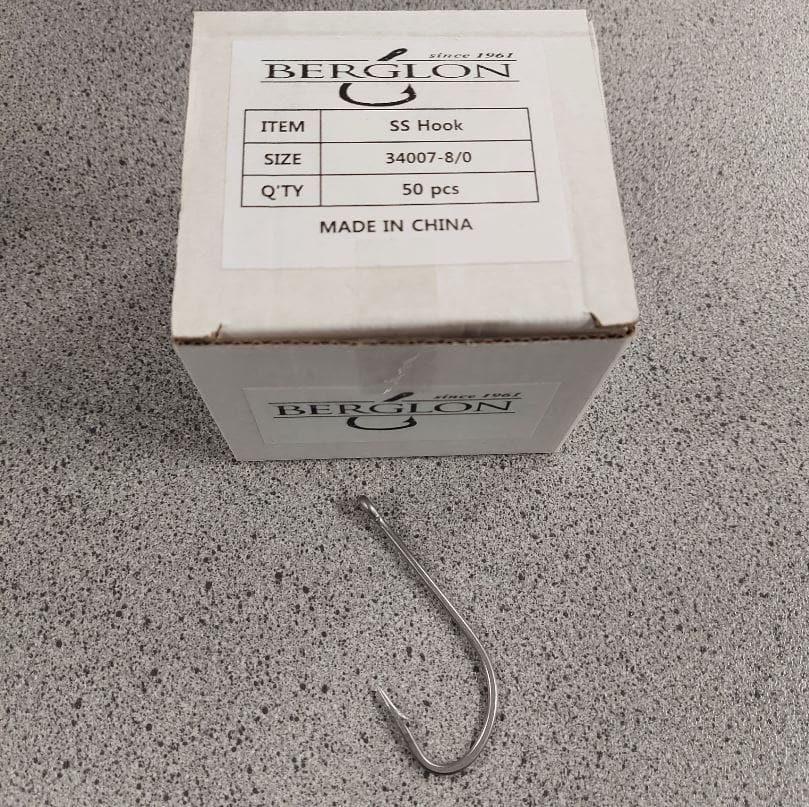 since 1961
BERGLON
ITEM SS Hook
SIZE 34007-8/0
Q'TY 50 pcs
MADE IN CHINA
since 1961
BERGLON